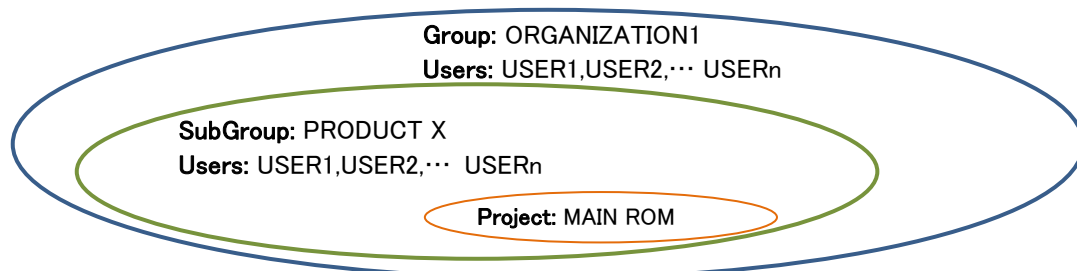 Group: ORGANIZATION1
Users: USER1,USER2,··· USERn
SubGroup: PRODUCT X
Users: USER1,USER2,··· USERn
Project: MAIN ROM